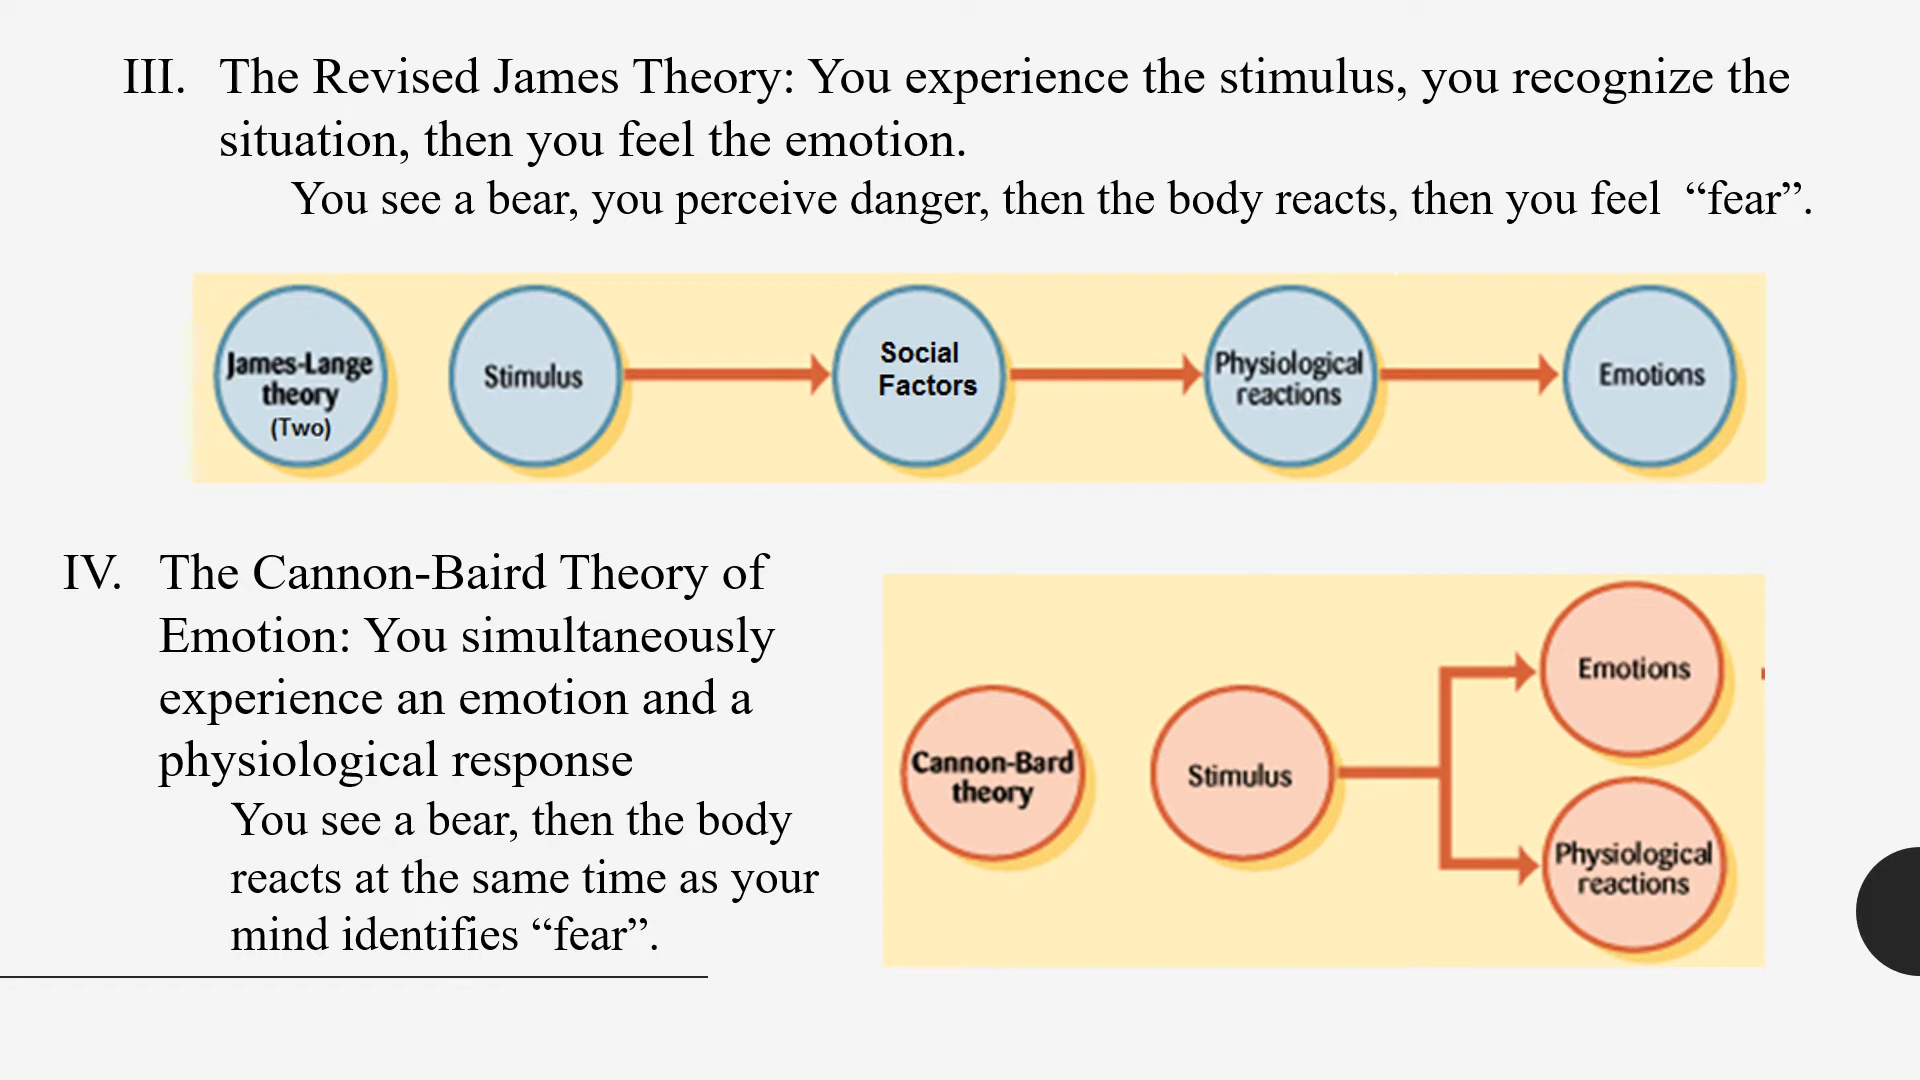 III. The Revised James Theory: You experience the stimulus, you recognize the
situation, then you feel the emotion.
You see a bear, you perceive danger, then the body reacts, then you feel “fear”.
James-Lange
theory
(Two)
Stimulus
Social
Factors
Physiological
reactions
Emotions
IV. The Cannon-Baird Theory of
Emotion: You simultaneously
experience an emotion and a
physiological response
You see a bear, then the body
reacts at the same time as your
mind identifies “fear”.
Cannon-Bard
theory
Stimulus
Emotions
Physiological
reactions